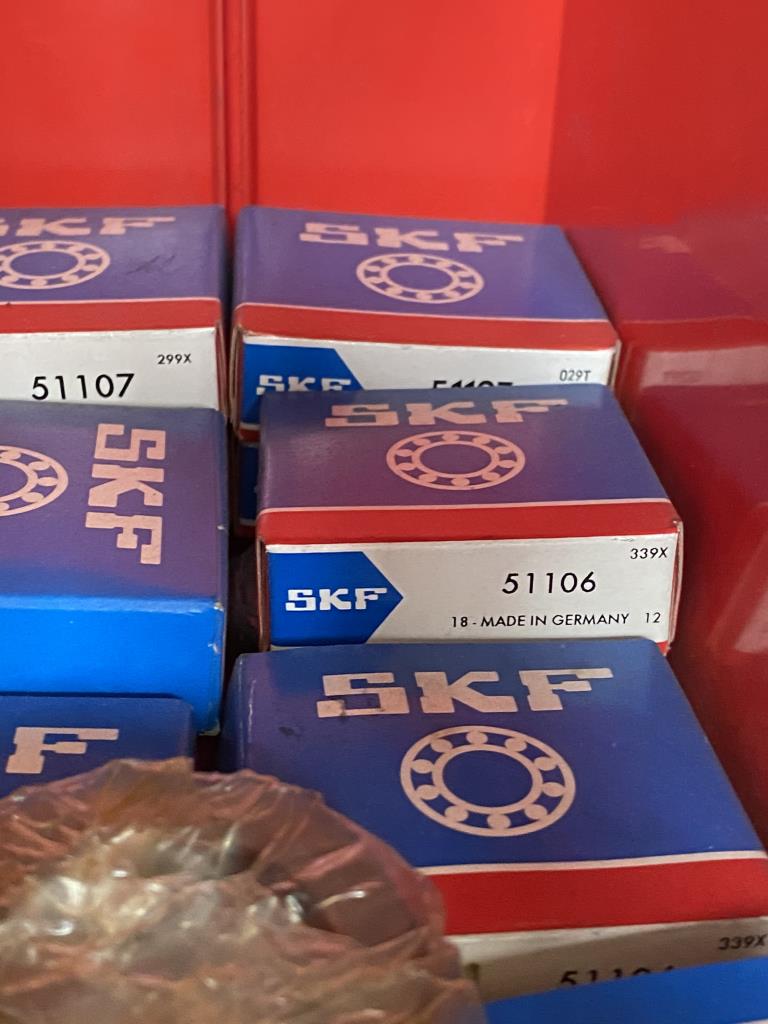 SKF
299X
51107
SKF
SKF
029T
SKF
SKF
339X
SKF
51106
18 - MADE IN GERMANY 12
SKF
339X